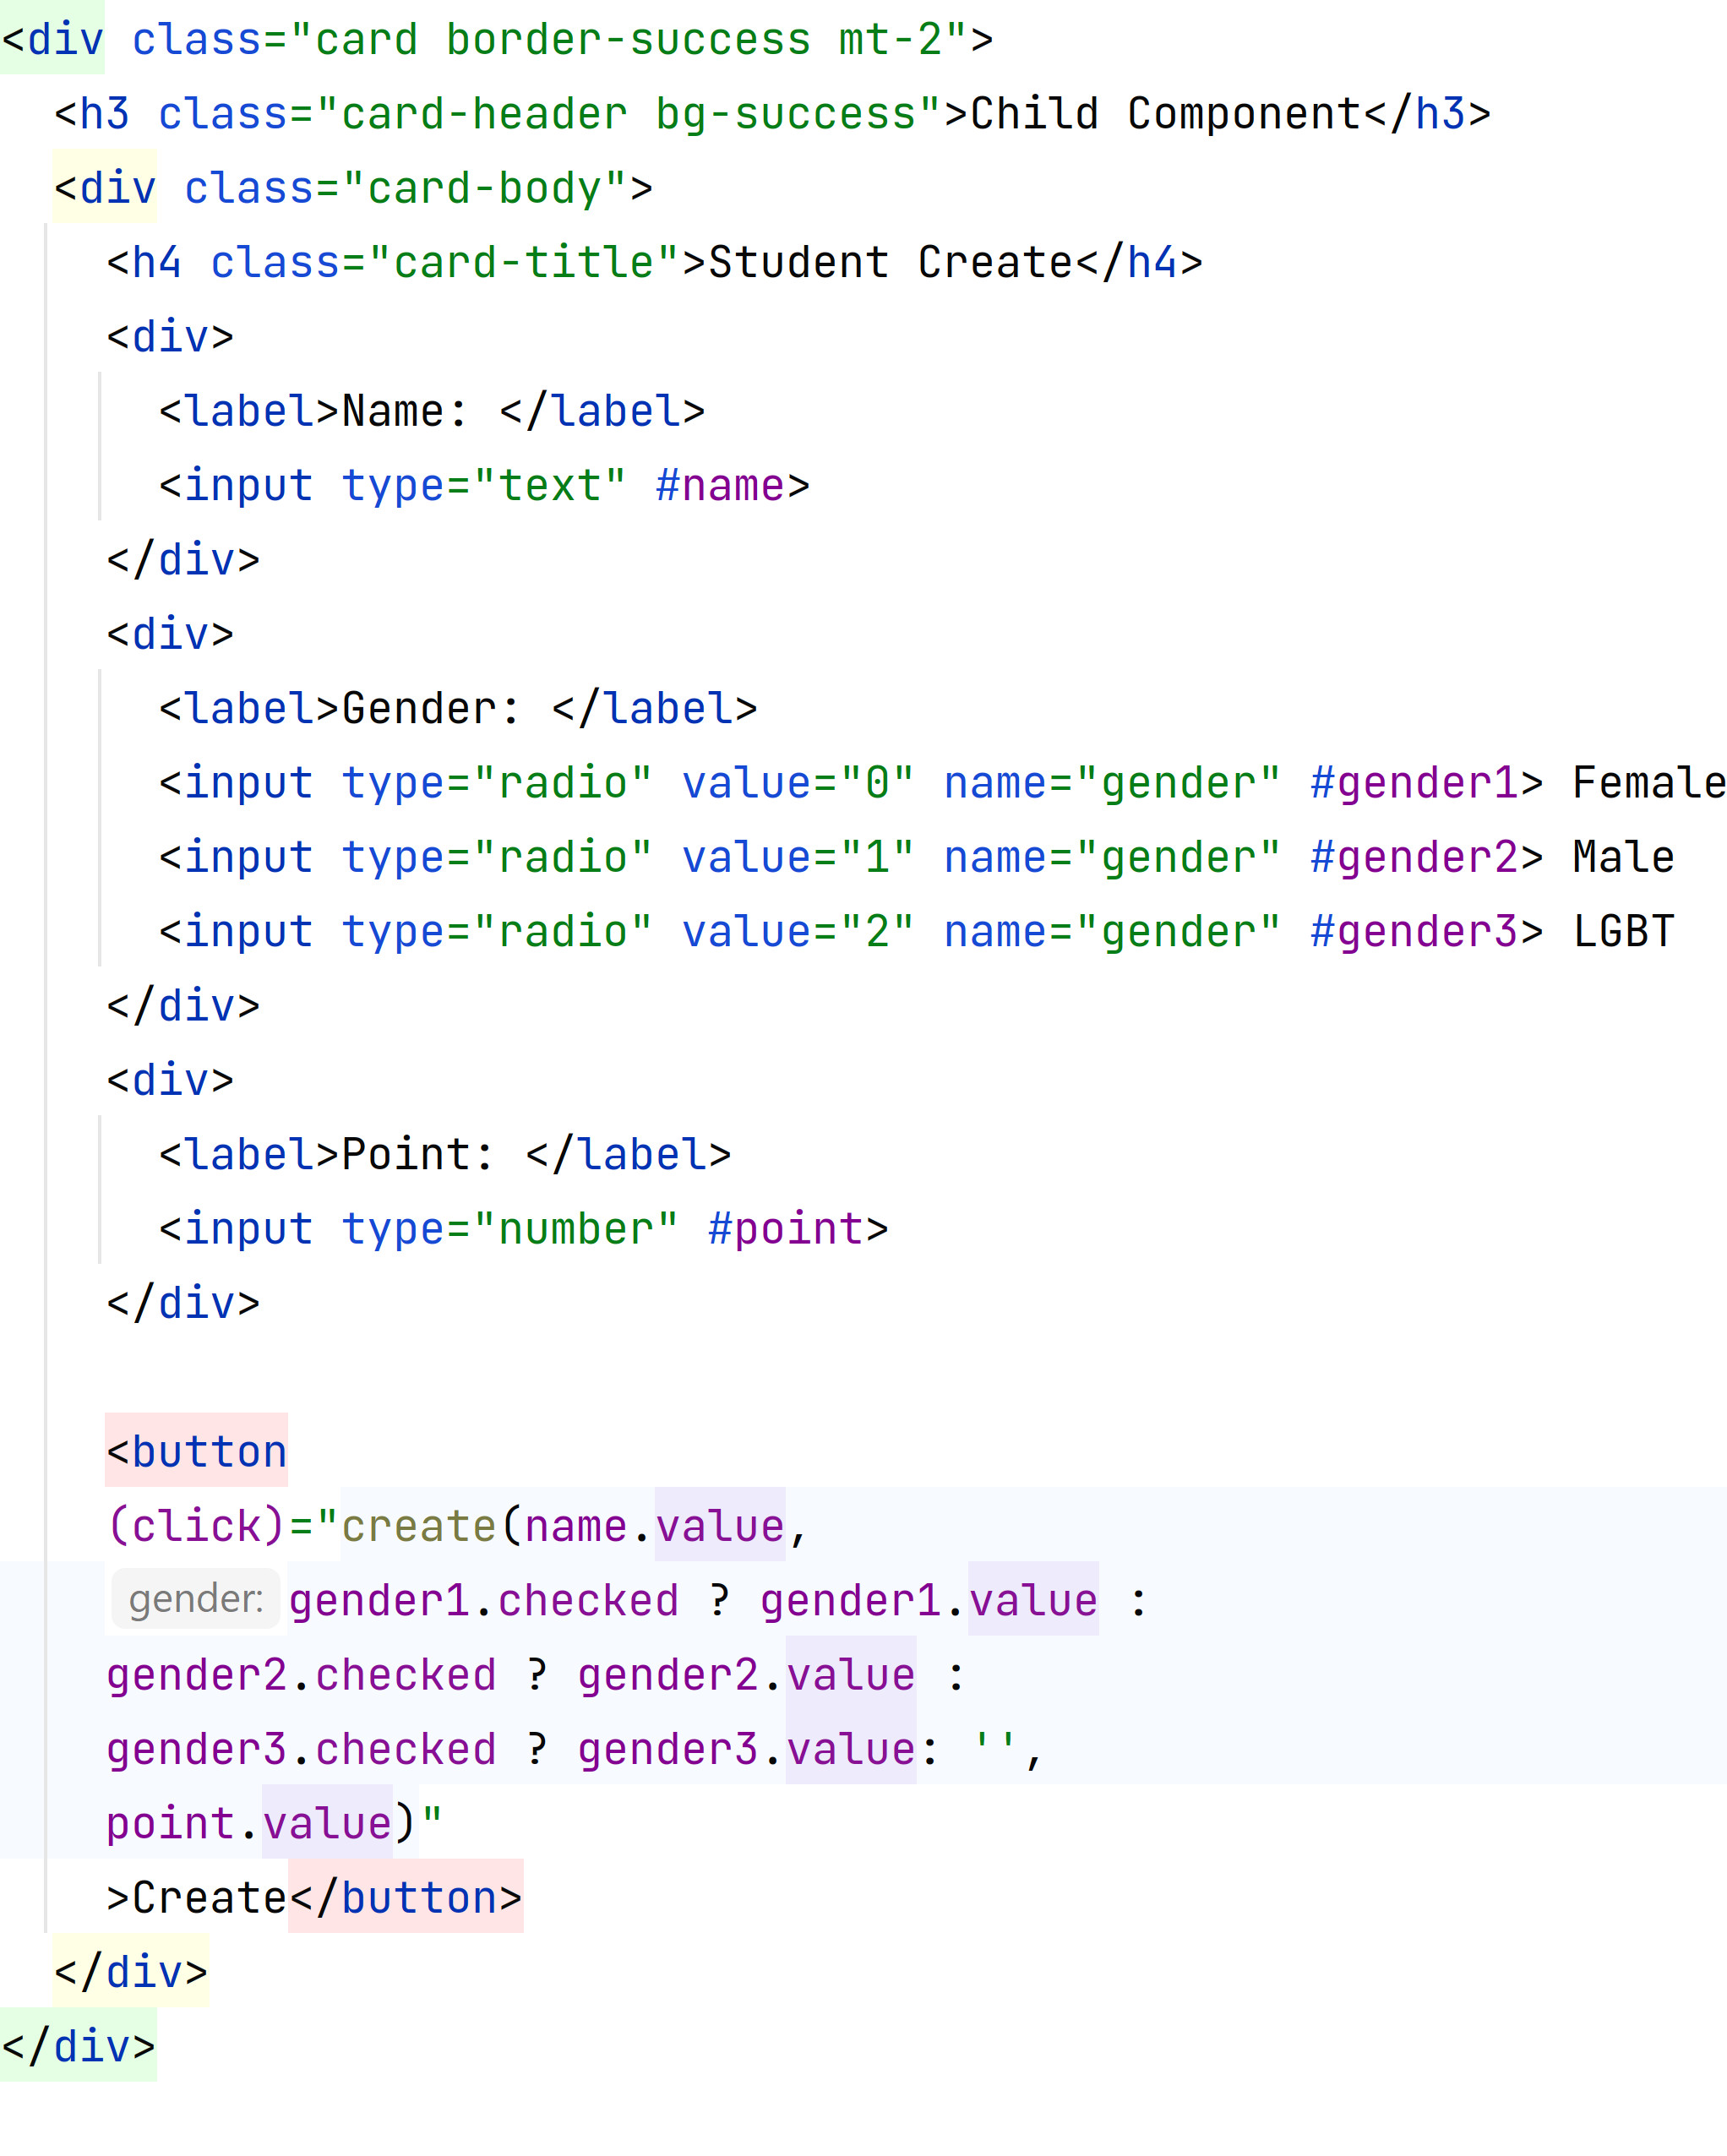 <div class="card border-success mt-2">
<h3 class="card-header bg-success">Child Component</h3>
<div class="card-body">
<h4 class="card-title">Student Create</h4>
<div>
<label>Name: </label>
<input type="text" #name>
</div>
<div>
<label>Gender: </label>
<input type="radio" value="0" name="gender" #gender1> Female
<input type="radio" value="1" name="gender" #gender2> Male
<input type="radio" value="2" name="gender" #gender3> LGBT
</div>
<div>
<label>Point: </label>
<input type="number" #point>
</div>
<button
(click)="create(name.value,
gender: gender1.checked ? gender1.value :
gender2.checked ? gender2.value :
gender3.checked ? gender3.value: '',
point.value)"
>Create</button>
</div>
</div>